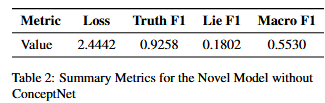 Metric Loss Truth F1 Lie F1 Macro F1
Value 2.4442 0.9258 0.1802 0.5530
Table 2: Summary Metrics for the Novel Model without
ConceptNet